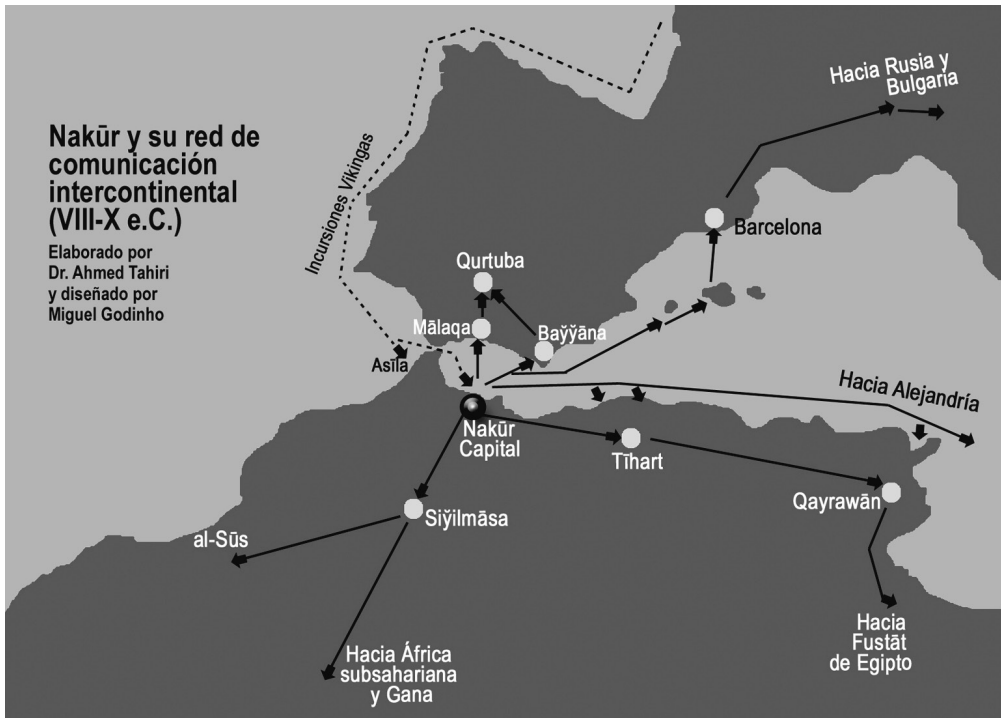 Nakūr y su red de
comunicación
intercontinental
(VIII-X e.C.)
Elaborado por
Dr. Ahmed Tahiri
y diseñado por
Miguel Godinho
Incursiones Vikingas
Hacia Rusia y
Bulgaria
Barcelona
Qurtuba
Mālaqa
Baŷŷāna
Asīla
Hacia Alejandría
Nakūr
Capital
Tīhart
Qayrawān
Siŷilmāsa
al-Sūs
Hacia África
subsahariana
y Gana
Hacia
Fustāt
de Egipto